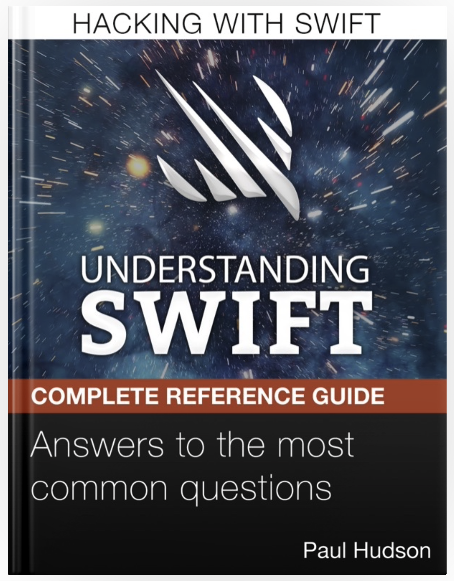 HACKING WITH SWIFT
UNDERSTANDING
SWIFT
COMPLETE REFERENCE GUIDE
Answers to the most
common questions
Paul Hudson